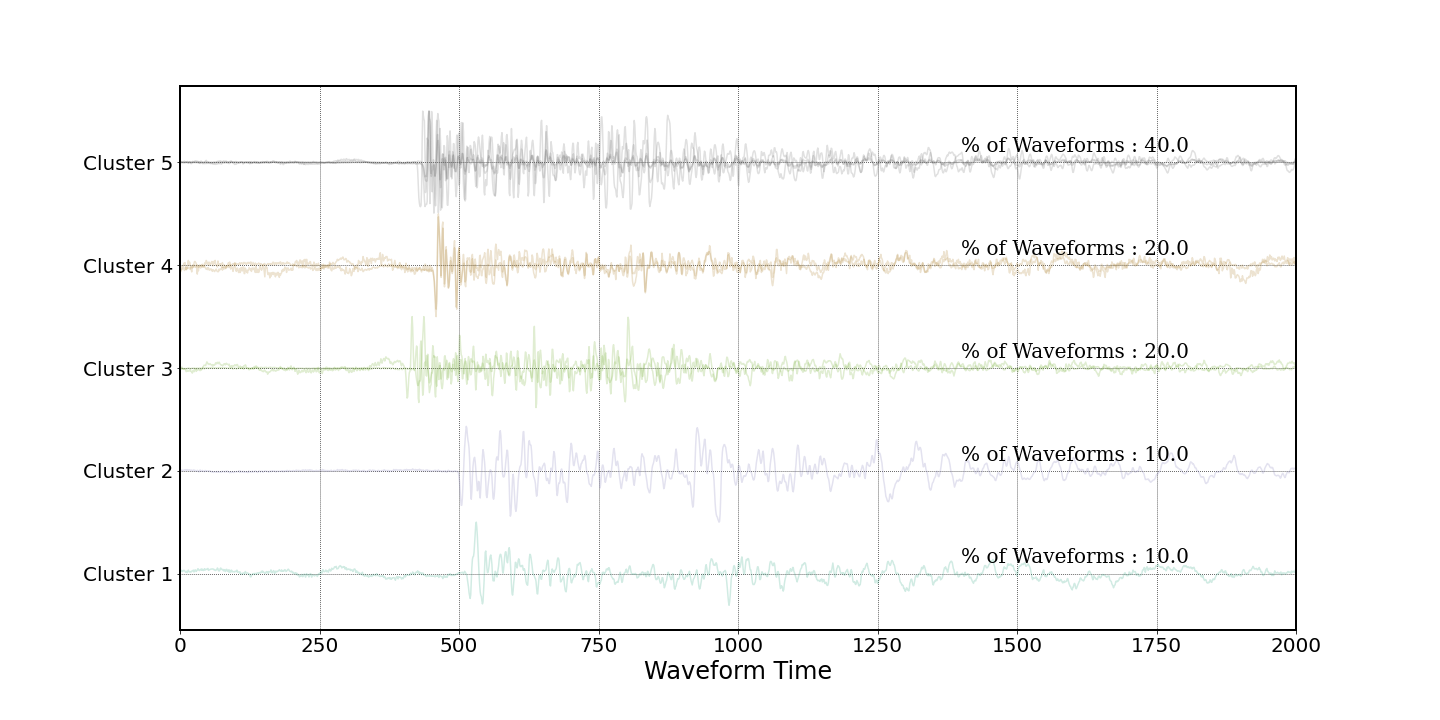 Cluster 5
% of Waveforms : 40.0
Cluster 4
% of Waveforms : 20.0
Cluster 3
% of Waveforms : 20.0
Cluster 2
% of Waveforms : 10.0
Cluster 1
% of Waveforms : 10.0
0 250 500 750 1000 1250 1500 1750 2000
Waveform Time